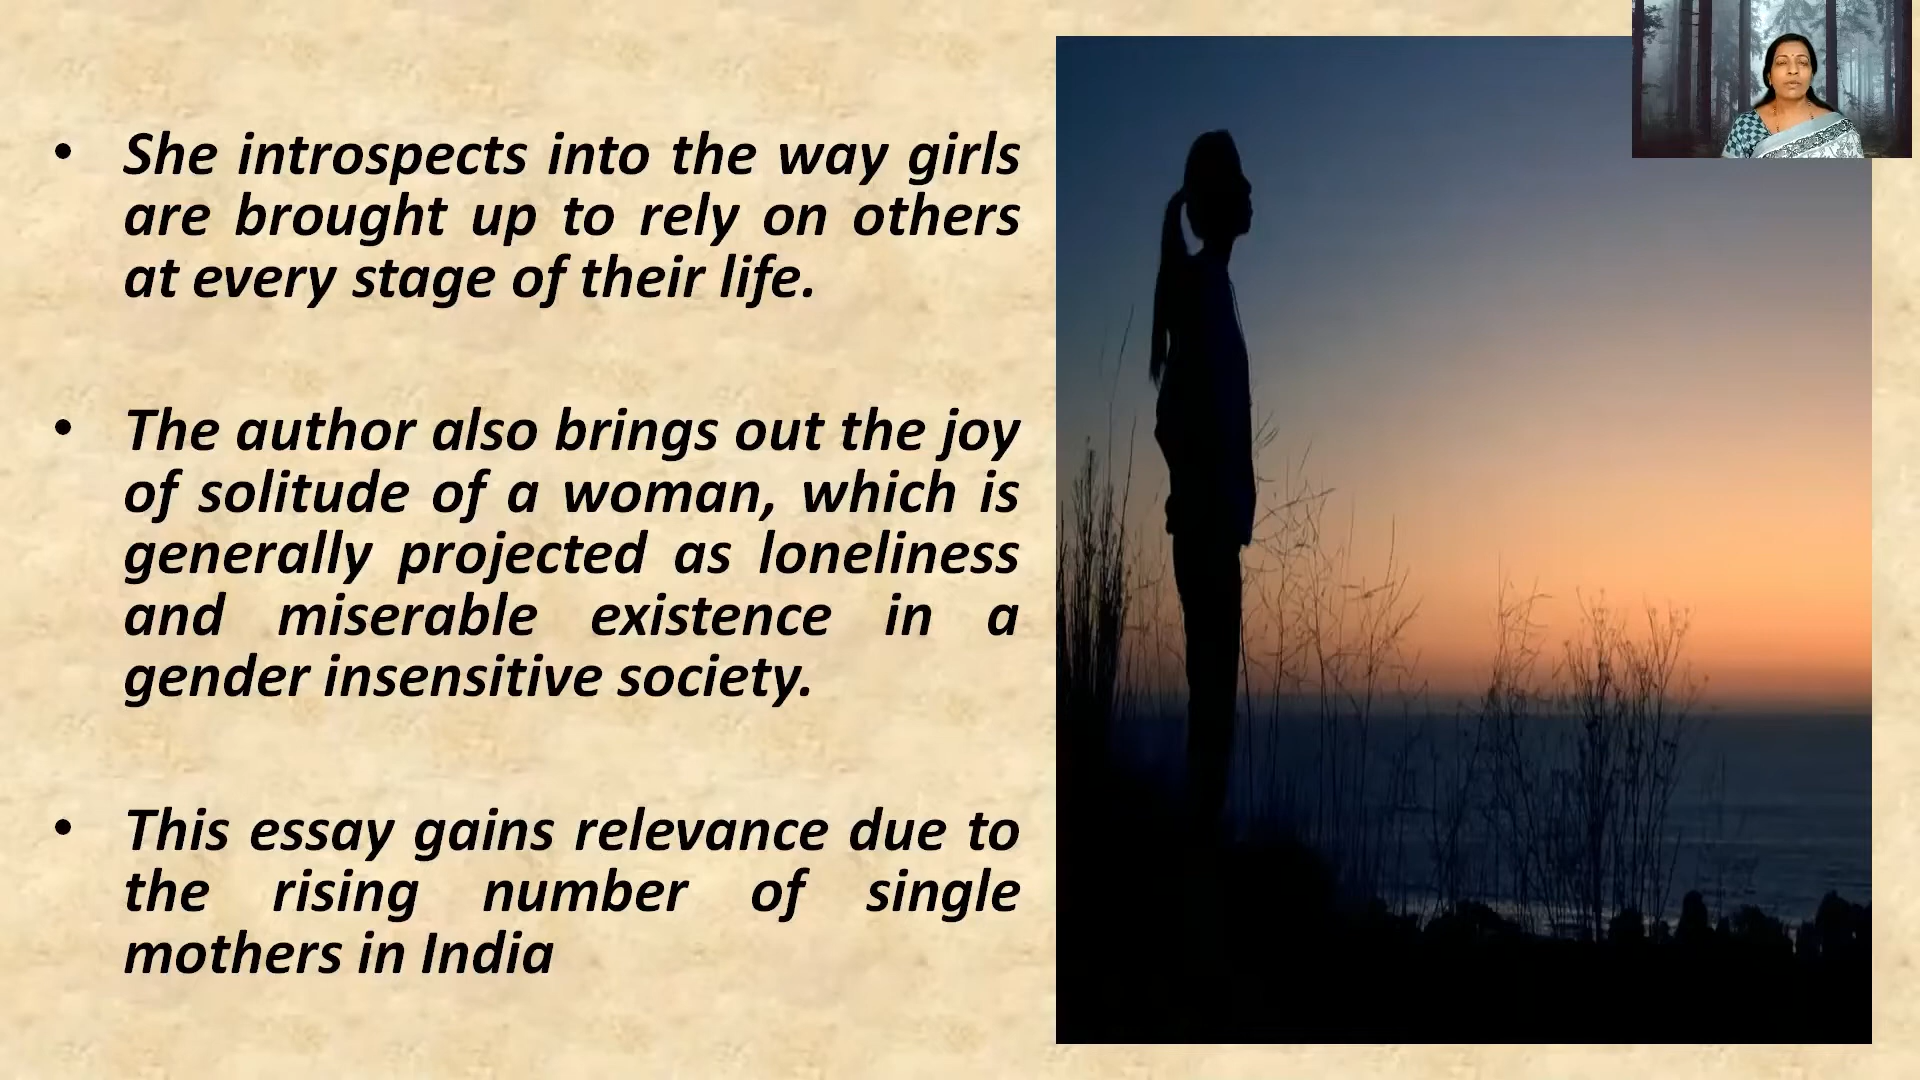 • She introspects into the way girls
are brought up to rely on others
at every stage of their life.
• The author also brings out the joy
of solitude of a woman, which is
generally projected as loneliness
and miserable existence in a
gender insensitive society.
• This essay gains relevance due to
the rising number of single
mothers in India